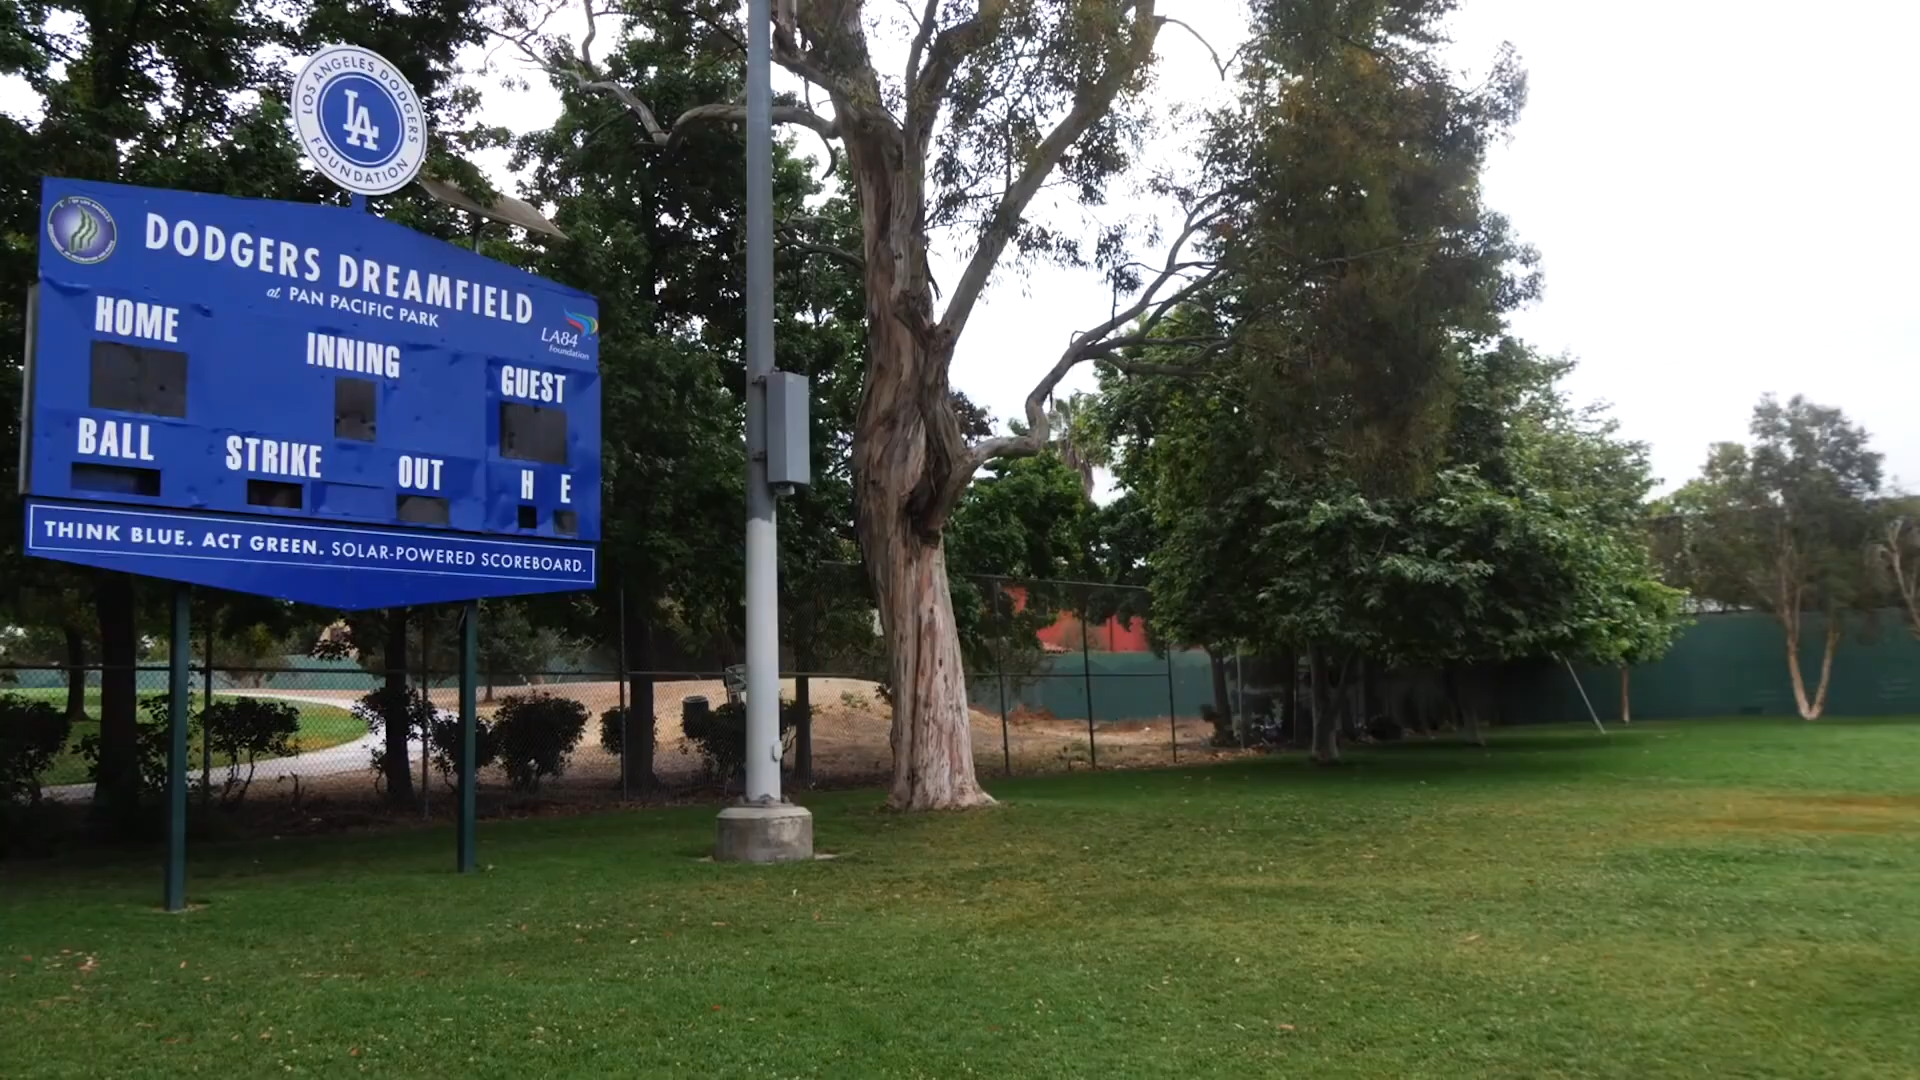 LOS ANGELES DODGERS
LA
FOUNDATION
DODGERS DREAMFIELD
at PAN PACIFIC PARK
LA84
Foundation
HOME
INNING
GUEST
BALL
STRIKE
OUT
H E
THINK BLUE. ACT GREEN. SOLAR-POWERED SCOREBOARD.